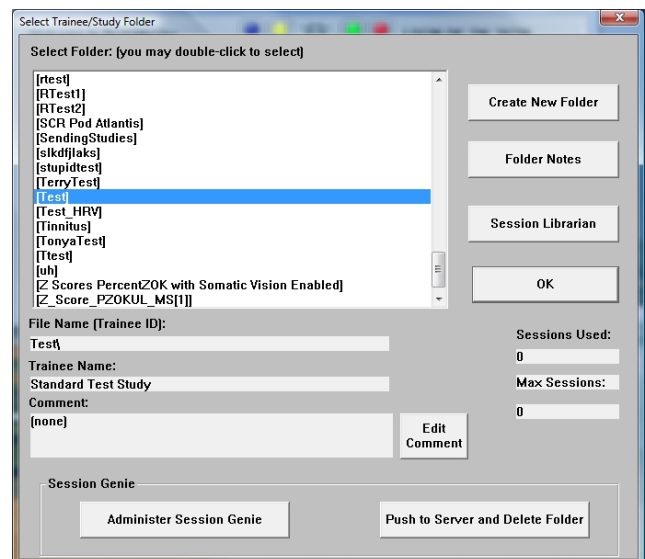 Select Trainee/Study Folder
Select Folder: (you may double-click to select)
[rtest]
[RTest1]
[RTest2]
[SCR Pod Atlantis]
[SendingStudies]
[slkdfjlaks]
[stupidtest]
[TerryTest]
[Test]
[Test_HRV]
[Tinnitus]
[TonyaTest]
[Ttest]
[uh]
[Z Scores PercentZOK with Somatic Vision Enabled]
[Z_Score_PZOKUL_MS[1]]
Create New Folder
Folder Notes
Session Librarian
OK
File Name (Trainee ID):
Test\
Trainee Name:
Standard Test Study
Comment:
(none)
Edit
Comment
Sessions Used:
0
Max Sessions:
0
Session Genie
Administer Session Genie
Push to Server and Delete Folder